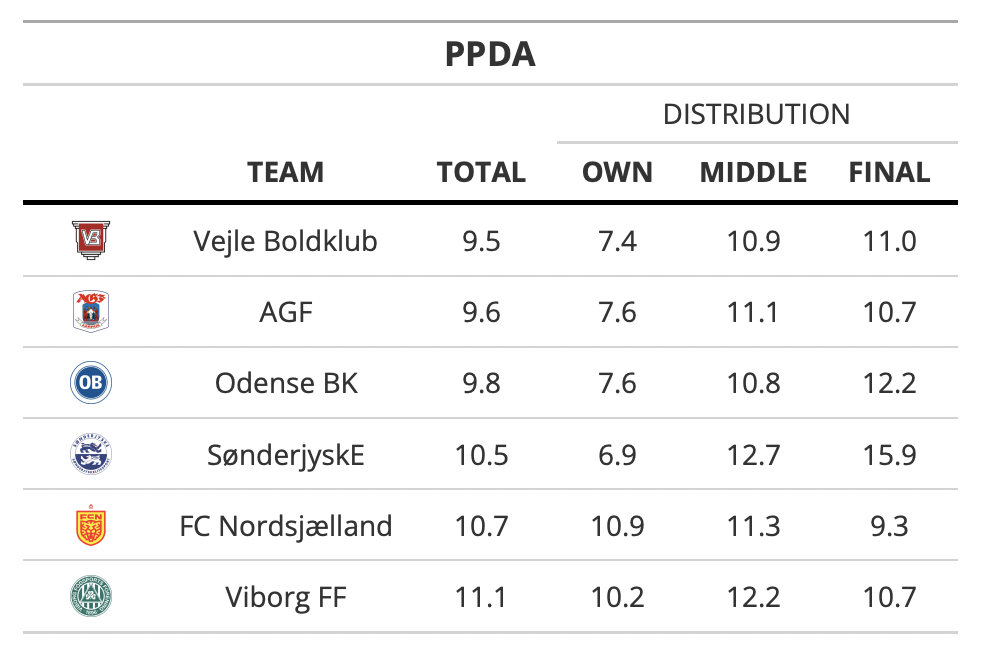 PPDA
DISTRIBUTION
TEAM TOTAL OWN MIDDLE FINAL
VB Vejle Boldklub 9.5 7.4 10.9 11.0
AGF AGF 9.6 7.6 11.1 10.7
OB Odense BK 9.8 7.6 10.8 12.2
SønderjyskE 10.5 6.9 12.7 15.9
FCN FC Nordsjælland 10.7 10.9 11.3 9.3
Viborg FF 11.1 10.2 12.2 10.7